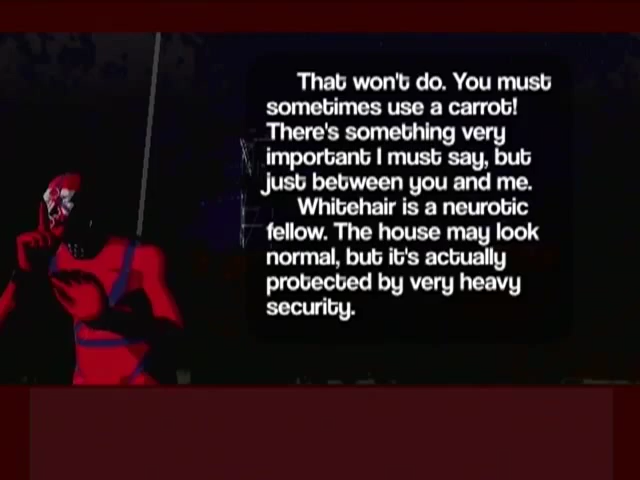 That won't do. You must
sometimes use a carrot!
There's something very
important I must say, but
just between you and me.
Whitehair is a neurotic
fellow. The house may look
normal, but it's actually
protected by very heavy
security.